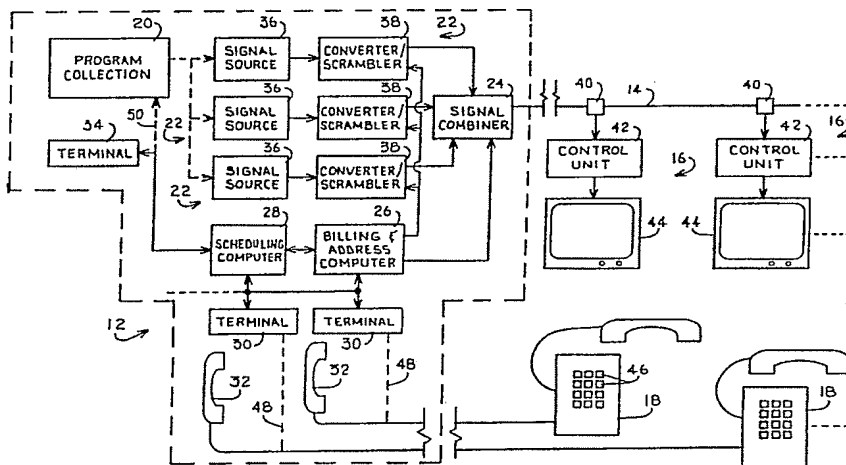 20
PROGRAM
COLLECTION
50
34
TERMINAL
22
22
36
SIGNAL
SOURCE
36
SIGNAL
SOURCE
36
SIGNAL
SOURCE
38
CONVERTER/
SCRAMBLER
38
CONVERTER/
SCRAMBLER
38
CONVERTER/
SCRAMBLER
22
24
SIGNAL
COMBINER
28
SCHEDULING
COMPUTER
26
BILLING &
ADDRESS
COMPUTER
12
TERMINAL
30
TERMINAL
30
32
32
48
48
40
14
40
16
42
CONTROL
UNIT
16
42
CONTROL
UNIT
44
44
46
18
18